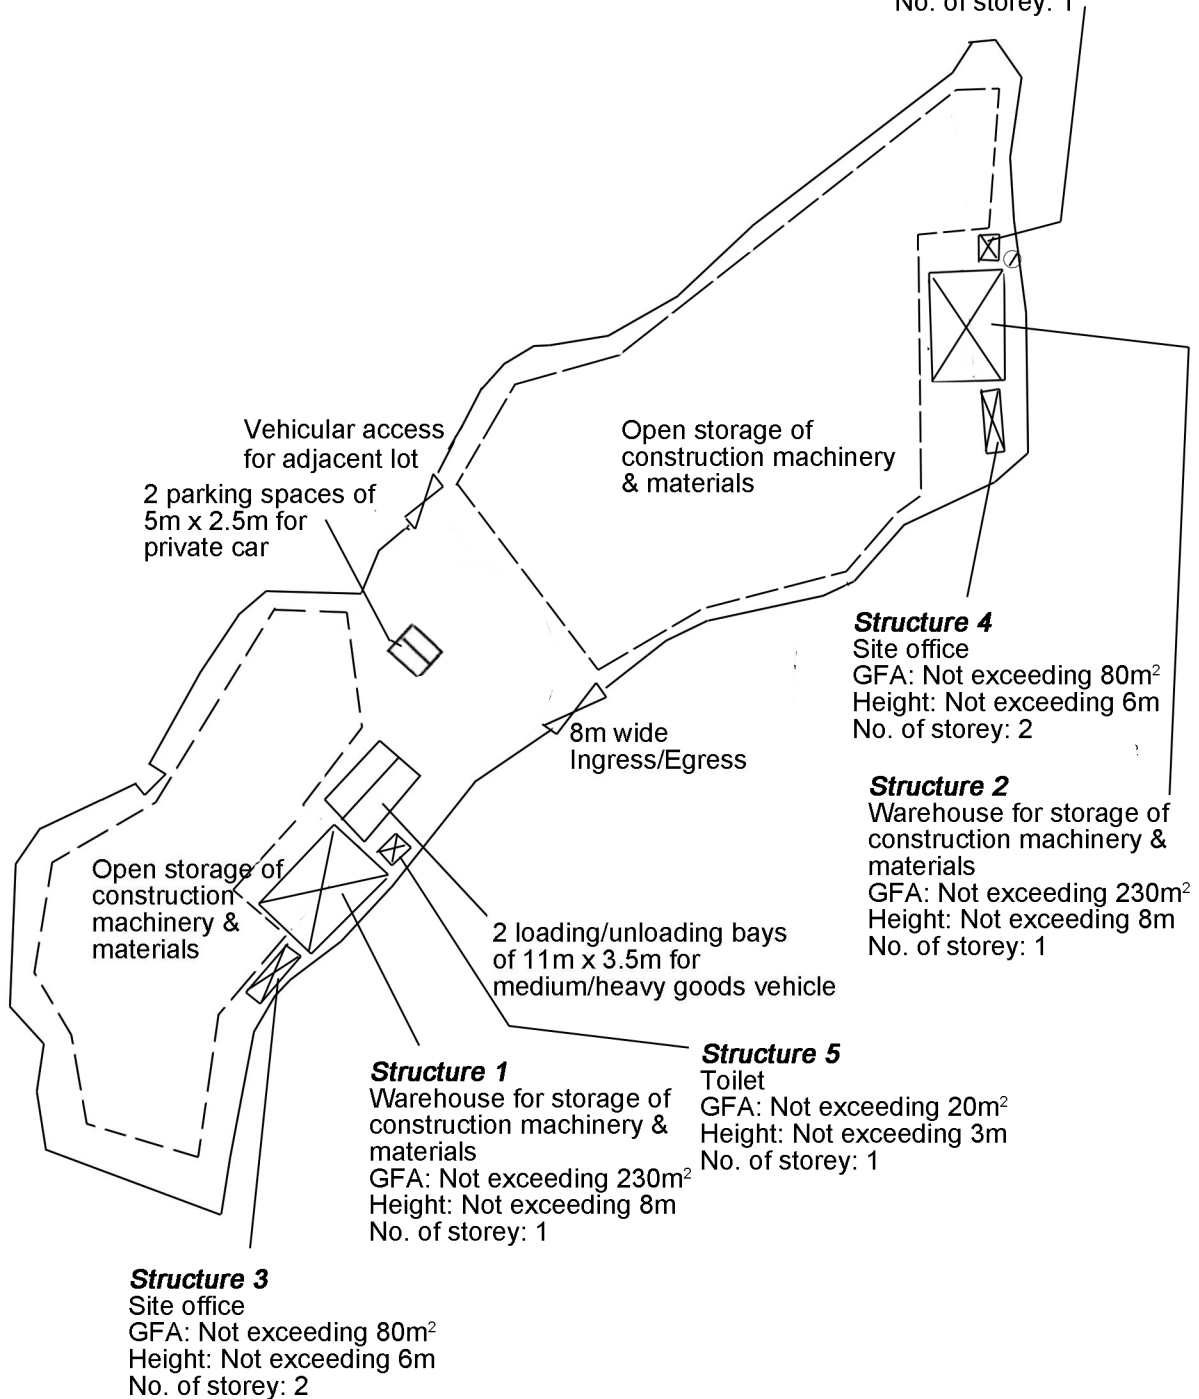 No. of storey: 1
Vehicular access
for adjacent lot
2 parking spaces of
5m x 2.5m for
private car
Open storage of
construction machinery
& materials
Structure 4
Site office
GFA: Not exceeding 80m²
Height: Not exceeding 6m
No. of storey: 2
8m wide
Ingress/Egress
Structure 2
Warehouse for storage of
construction machinery &
materials
GFA: Not exceeding 230m²
Height: Not exceeding 8m
No. of storey: 1
Open storage of
construction
machinery &
materials
2 loading/unloading bays
of 11m x 3.5m for
medium/heavy goods vehicle
Structure 5
Toilet
GFA: Not exceeding 20m²
Height: Not exceeding 3m
No. of storey: 1
Structure 1
Warehouse for storage of
construction machinery &
materials
GFA: Not exceeding 230m²
Height: Not exceeding 8m
No. of storey: 1
Structure 3
Site office
GFA: Not exceeding 80m²
Height: Not exceeding 6m
No. of storey: 2